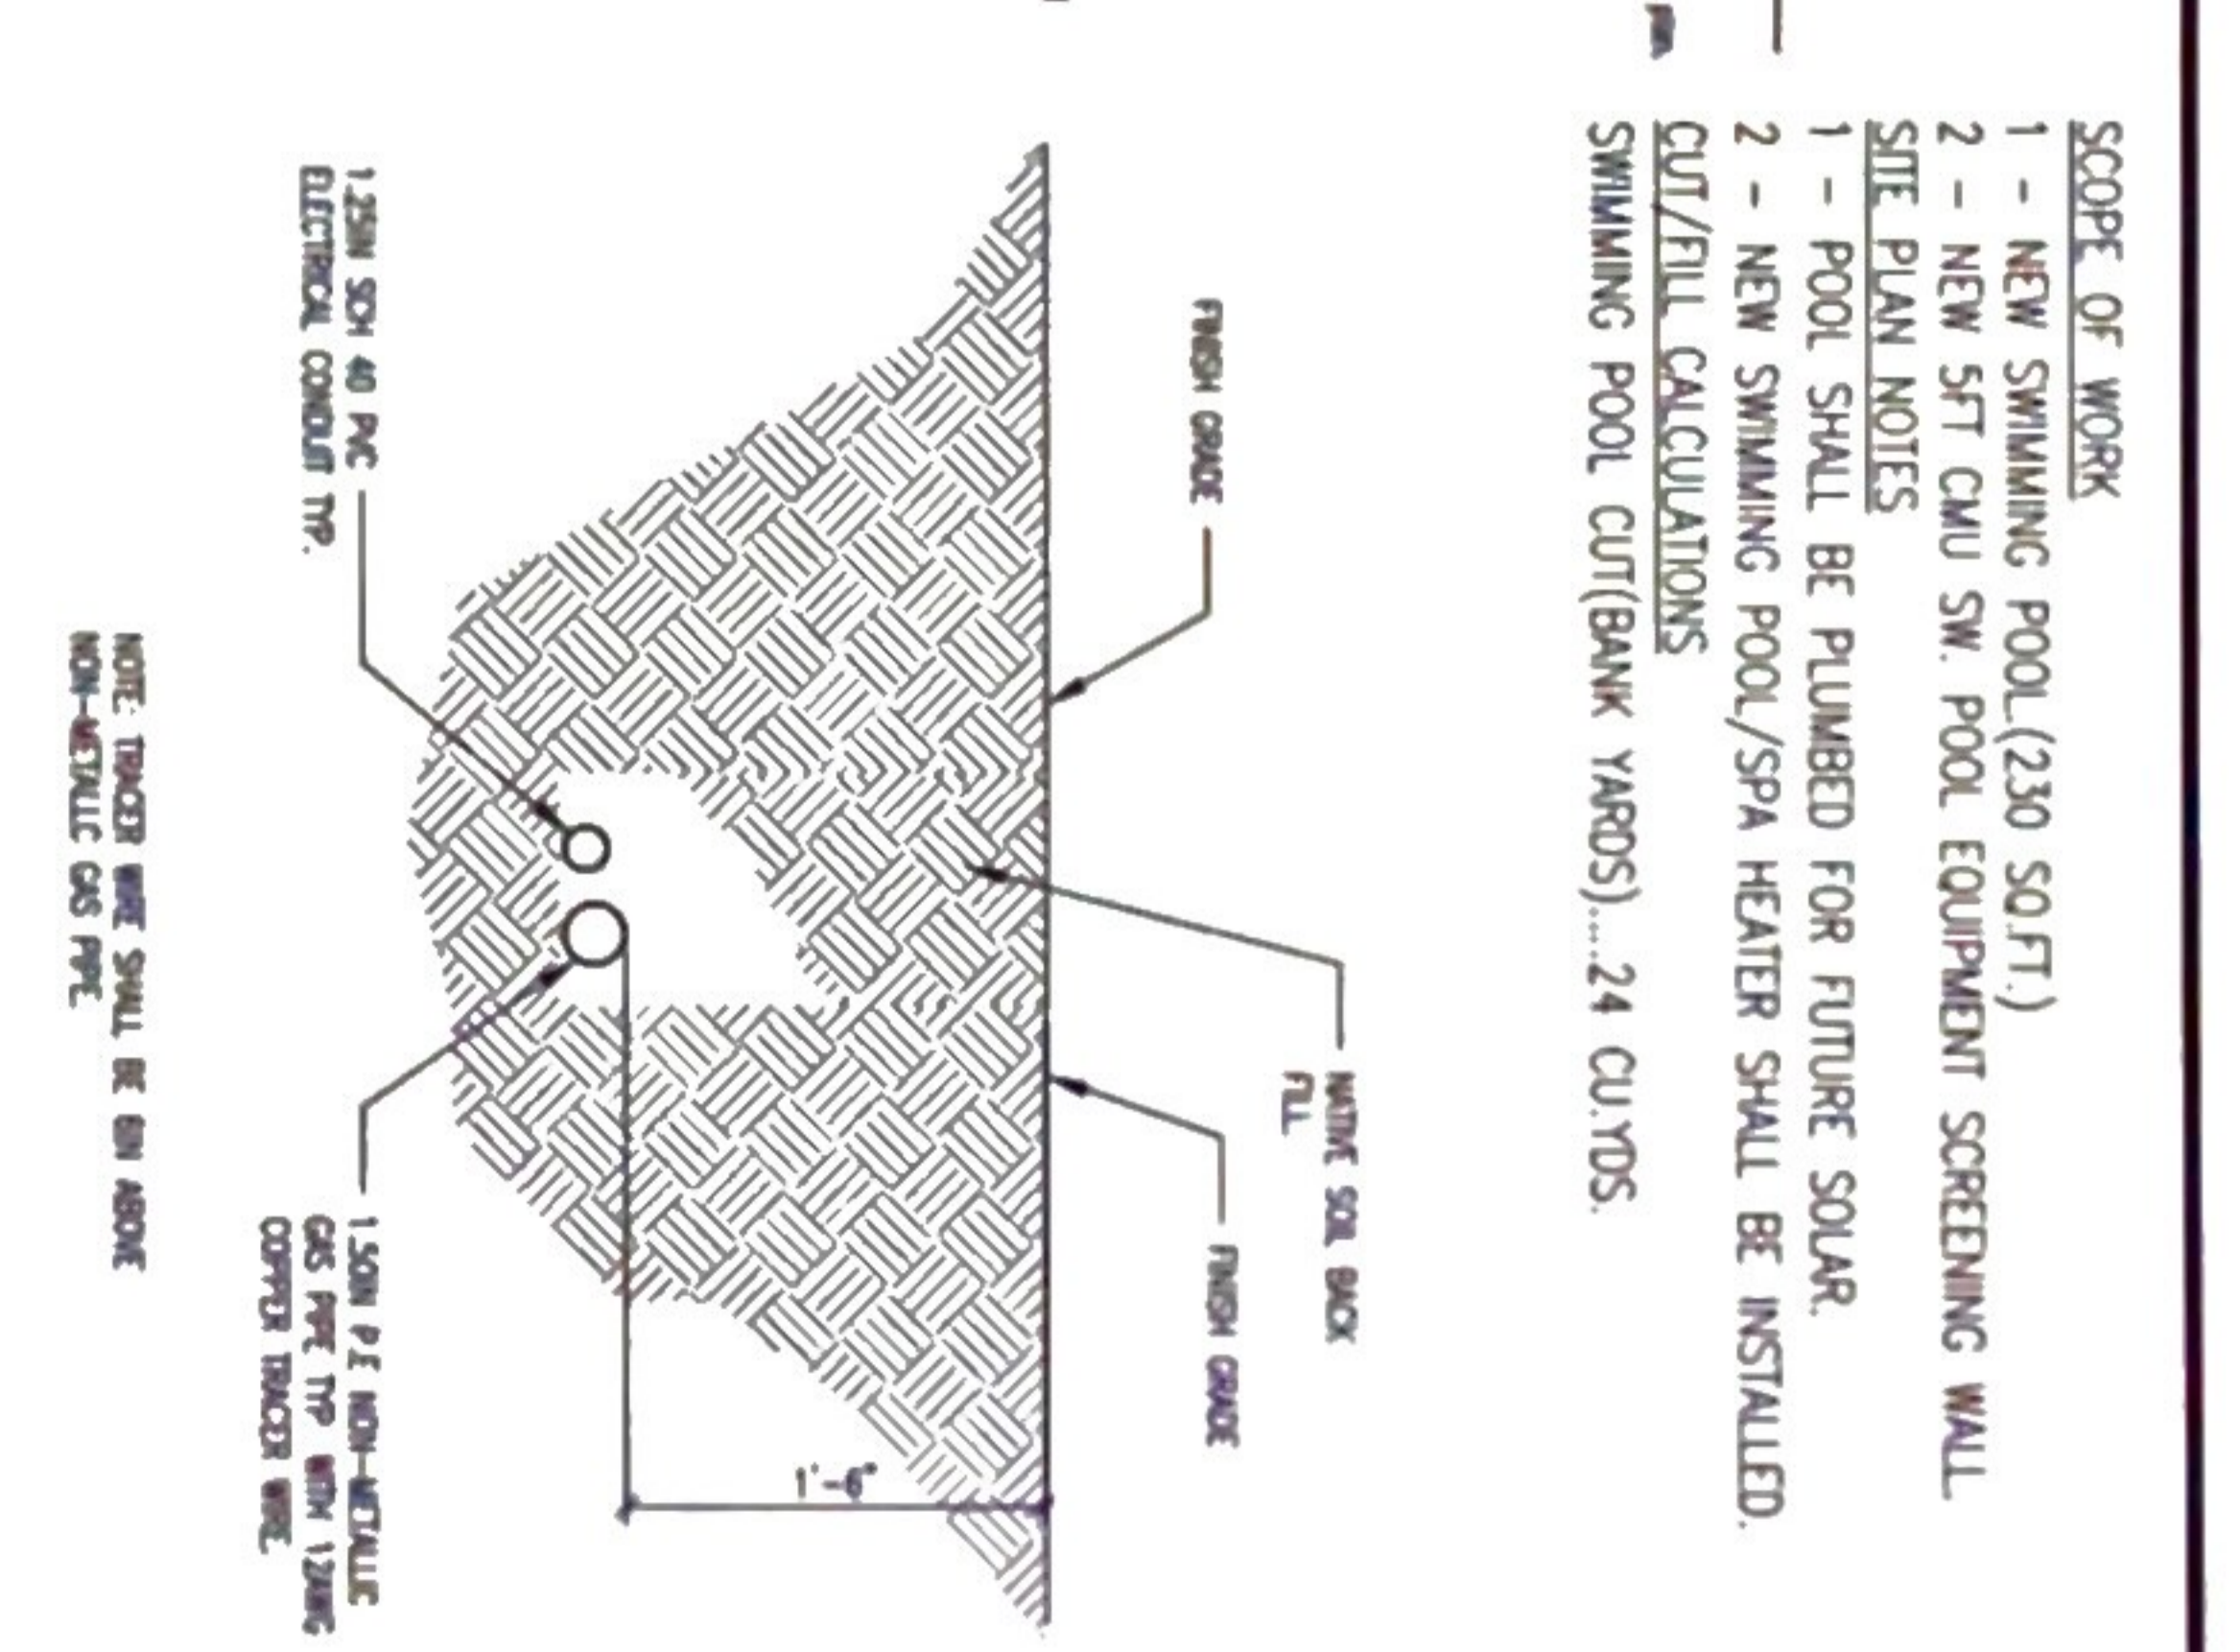 SCOPE OF WORK
1 - NEW SWIMMING POOL.(230 SQ.FT.)
2 - NEW 5FT CMU SW. POOL EQUIPMENT SCREENING WALL.
SITE PLAN NOTES
1 - POOL SHALL BE PLUMBED FOR FUTURE SOLAR.
2 - NEW SWIMMING POOL/SPA HEATER SHALL BE INSTALLED.
CUT/FILL CALCULATIONS
SWIMMING POOL CUT(BANK YARDS)....24 CU.YDS.
NATIVE SOIL BACK
FILL
FINISH GRADE
FINISH GRADE
1'-6"
1.25IN SCH 40 PVC
ELECTRICAL CONDUIT TYP.
1.50IN P.E NON-METALLIC
GAS PIPE TYP WITH 12AWG
COPPER TRACER WIRE
NOTE: TRACER WIRE SHALL BE 6IN ABOVE
NON-METALLIC GAS PIPE